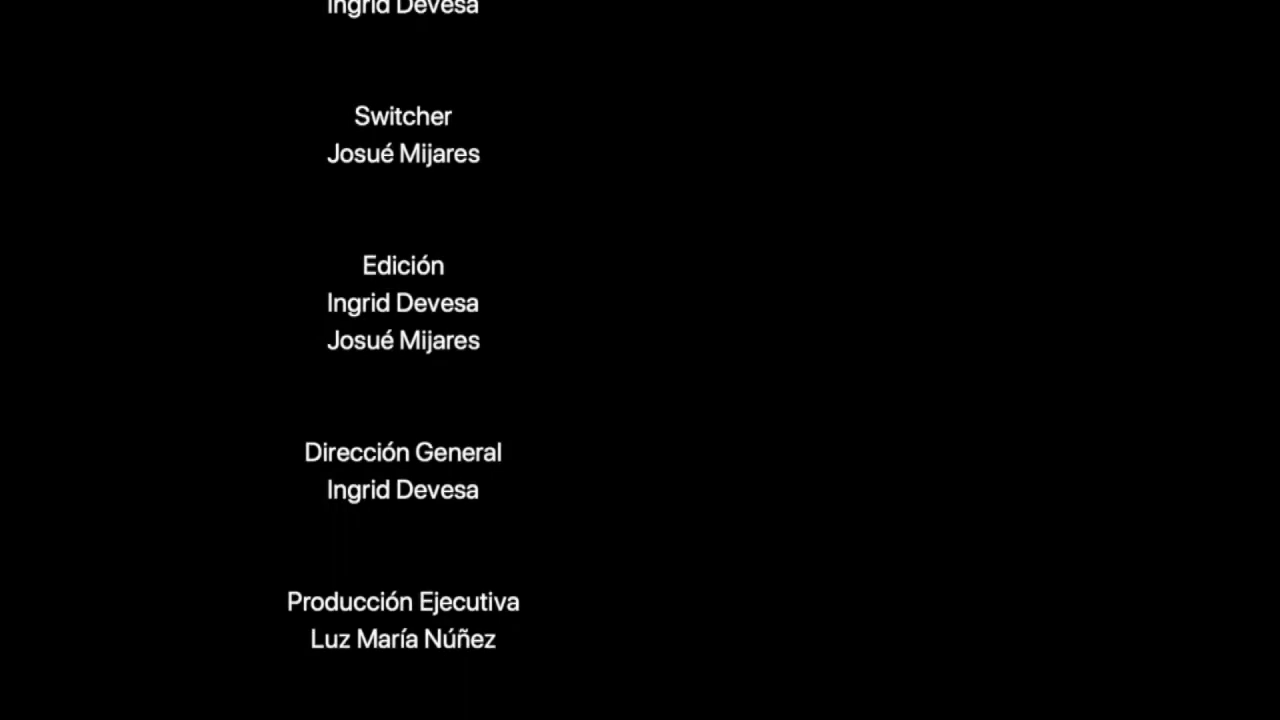 Ingrid Devesa
Switcher
Josué Mijares
Edición
Ingrid Devesa
Josué Mijares
Dirección General
Ingrid Devesa
Producción Ejecutiva
Luz María Núñez